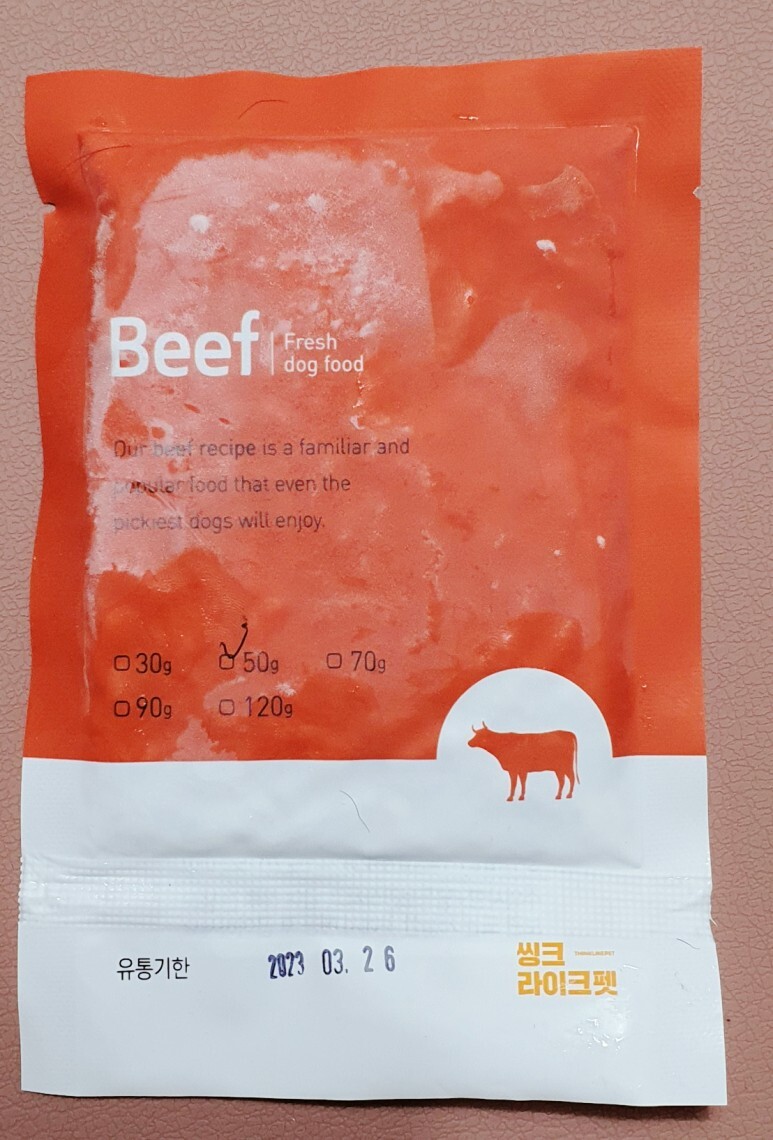 Beef
Fresh
dog food
Our beef recipe is a familiar and
popular food that even the
pickiest dogs will enjoy.
30g 50g 70g
90g 120g
유통기한 2023 03. 26
씽크 THINKLIKEPET
라이크펫